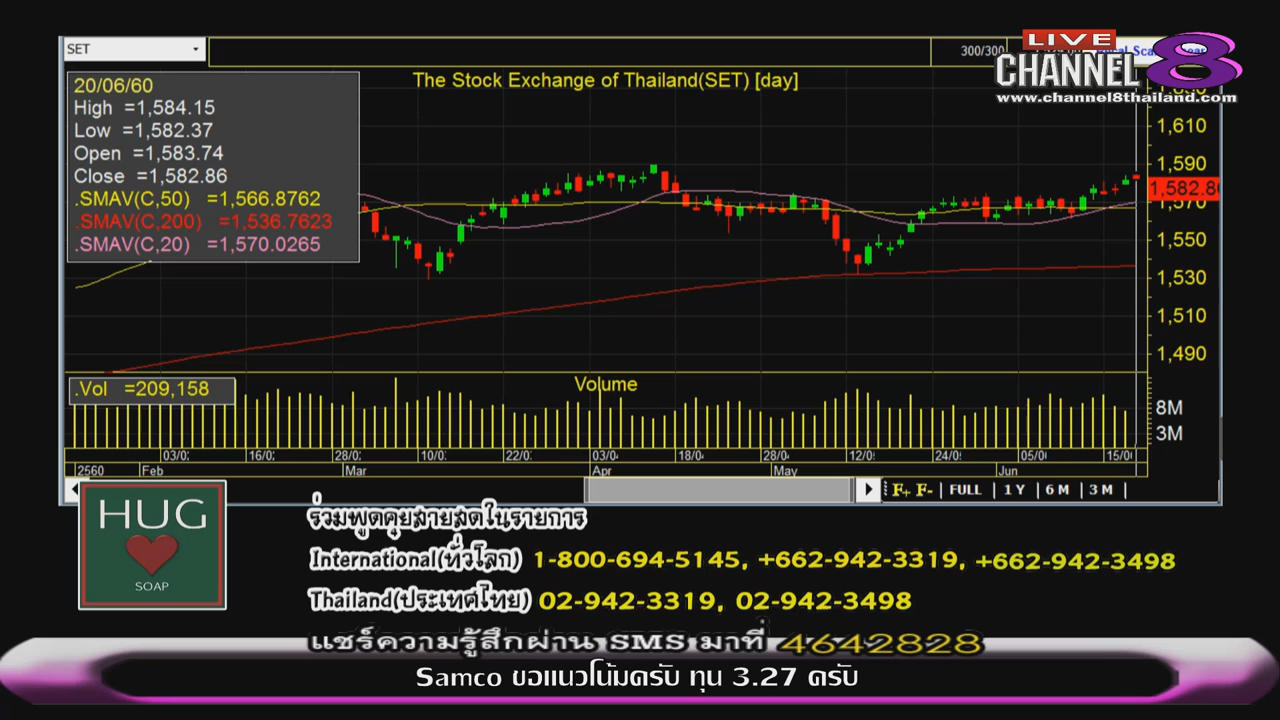 SET
300/300
LIVE
CHANNEL 8
www.channel8thailand.com
The Stock Exchange of Thailand(SET) [day]
20/06/60
High =1,584.15
Low =1,582.37
Open =1,583.74
Close =1,582.86
.SMAV(C,50) =1,566.8762
.SMAV(C,200) =1,536.7623
.SMAV(C,20) =1,570.0265
1,610
1,590
1,582.86
1,570
1,550
1,530
1,510
1,490
.Vol =209,158
Volume
8M
3M
03/0 16/0 28/0 10/0 22/0 03/0 18/0 28/0 12/0 24/0 05/0 15/0
2560 Feb Mar Apr May Jun
F+ F- | FULL | 1 Y | 6 M | 3 M |
HUG
SOAP
ร่วมพูดคุยสายสดในรายการ
International(ทั่วโลก) 1-800-694-5145, +662-942-3319, +662-942-3498
Thailand(ประเทศไทย) 02-942-3319, 02-942-3498
แชร์ความรู้สึกผ่าน SMS มาที่ 4642828
Samco ขอแนวโน้มครับ ทุน 3.27 ครับ